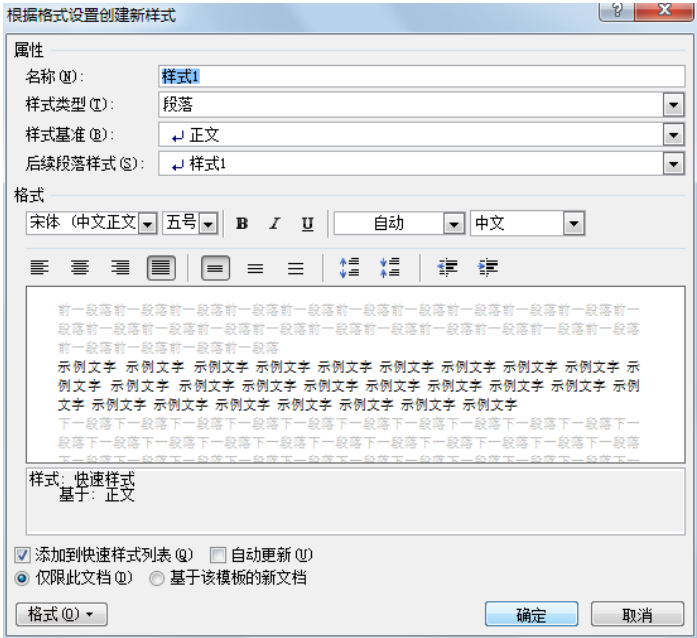 根据格式设置创建新样式
属性
名称(N): 样式1
样式类型(T): 段落
样式基准(B): ↵ 正文
后续段落样式(S): ↵ 样式1
格式
宋体 (中文正文 五号 B I U 自动 中文
前一段落前一段落前一段落前一段落前一段落前一段落前一段落前一段落前一
段落前一段落前一段落前一段落前一段落前一段落前一段落前一段落前一段落
前一段落前一段落前一段落
示例文字 示例文字 示例文字 示例文字 示例文字 示例文字 示例文字 示例文字 示例文字 示
例文字 示例文字 示例文字 示例文字 示例文字 示例文字 示例文字 示例文字 示例
文字 示例文字 示例文字 示例文字 示例文字 示例文字 示例文字 示例文字
下一段落下一段落下一段落下一段落下一段落下一段落下一段落下一段落下一
段落下一段落下一段落下一段落下一段落下一段落下一段落下一段落下一段落
下一段落下一段落下一段落下一段落下一段落下一段落下一段落下一段落下一
样式: 快速样式
基于: 正文
添加到快速样式列表(Q) 自动更新(U)
仅限此文档(D) 基于该模板的新文档
格式(O) 确定 取消